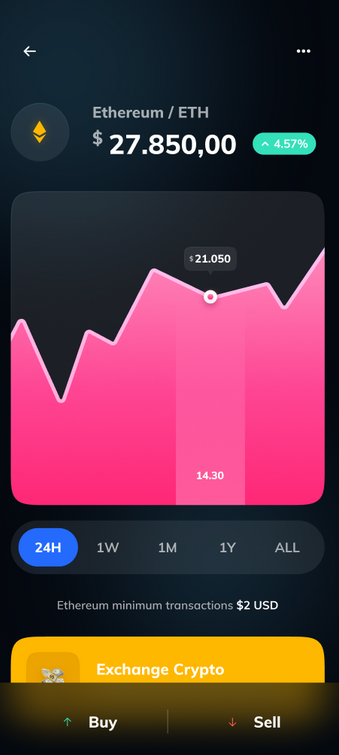 Ethereum / ETH
$ 27.850,00
4.57%
$21.050
14.30
24H 1W 1M 1Y ALL
Ethereum minimum transactions $2 USD
Exchange Crypto
Buy Sell